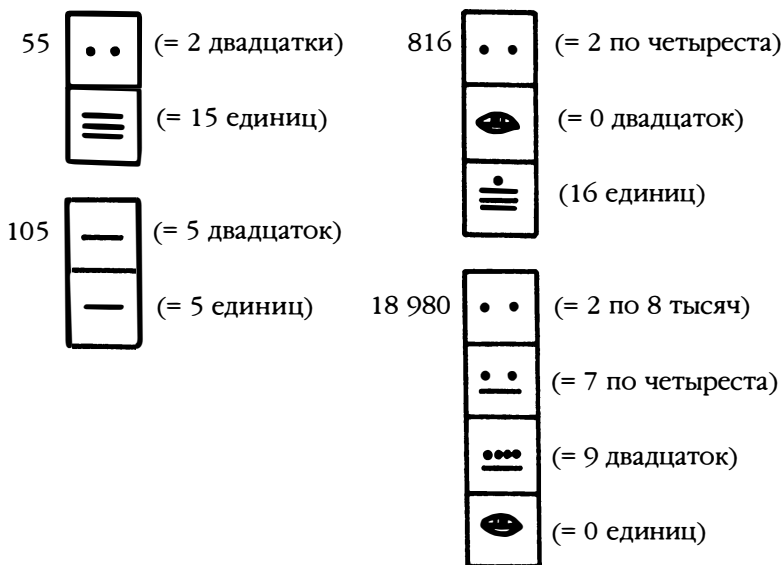 55 (= 2 двадцатки)
(= 15 единиц)
105 (= 5 двадцаток)
(= 5 единиц)
816 (= 2 по четыреста)
(= 0 двадцаток)
(16 единиц)
18 980 (= 2 по 8 тысяч)
(= 7 по четыреста)
(= 9 двадцаток)
(= 0 единиц)